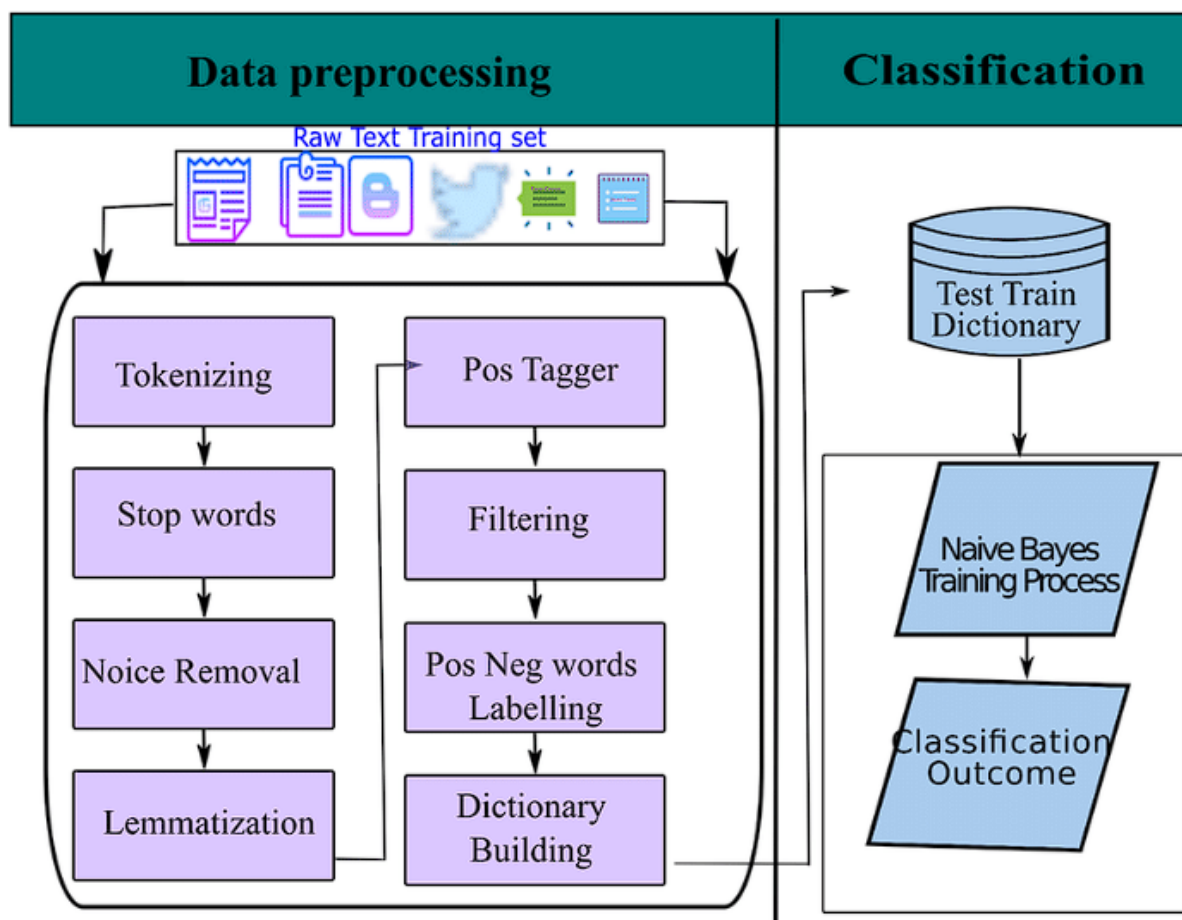 Data preprocessing
Classification
Raw Text Training set
Tokenizing
Stop words
Noice Removal
Lemmatization
Pos Tagger
Filtering
Pos Neg words
Labelling
Dictionary
Building
Test Train
Dictionary
Naive Bayes
Training Process
Classification
Outcome